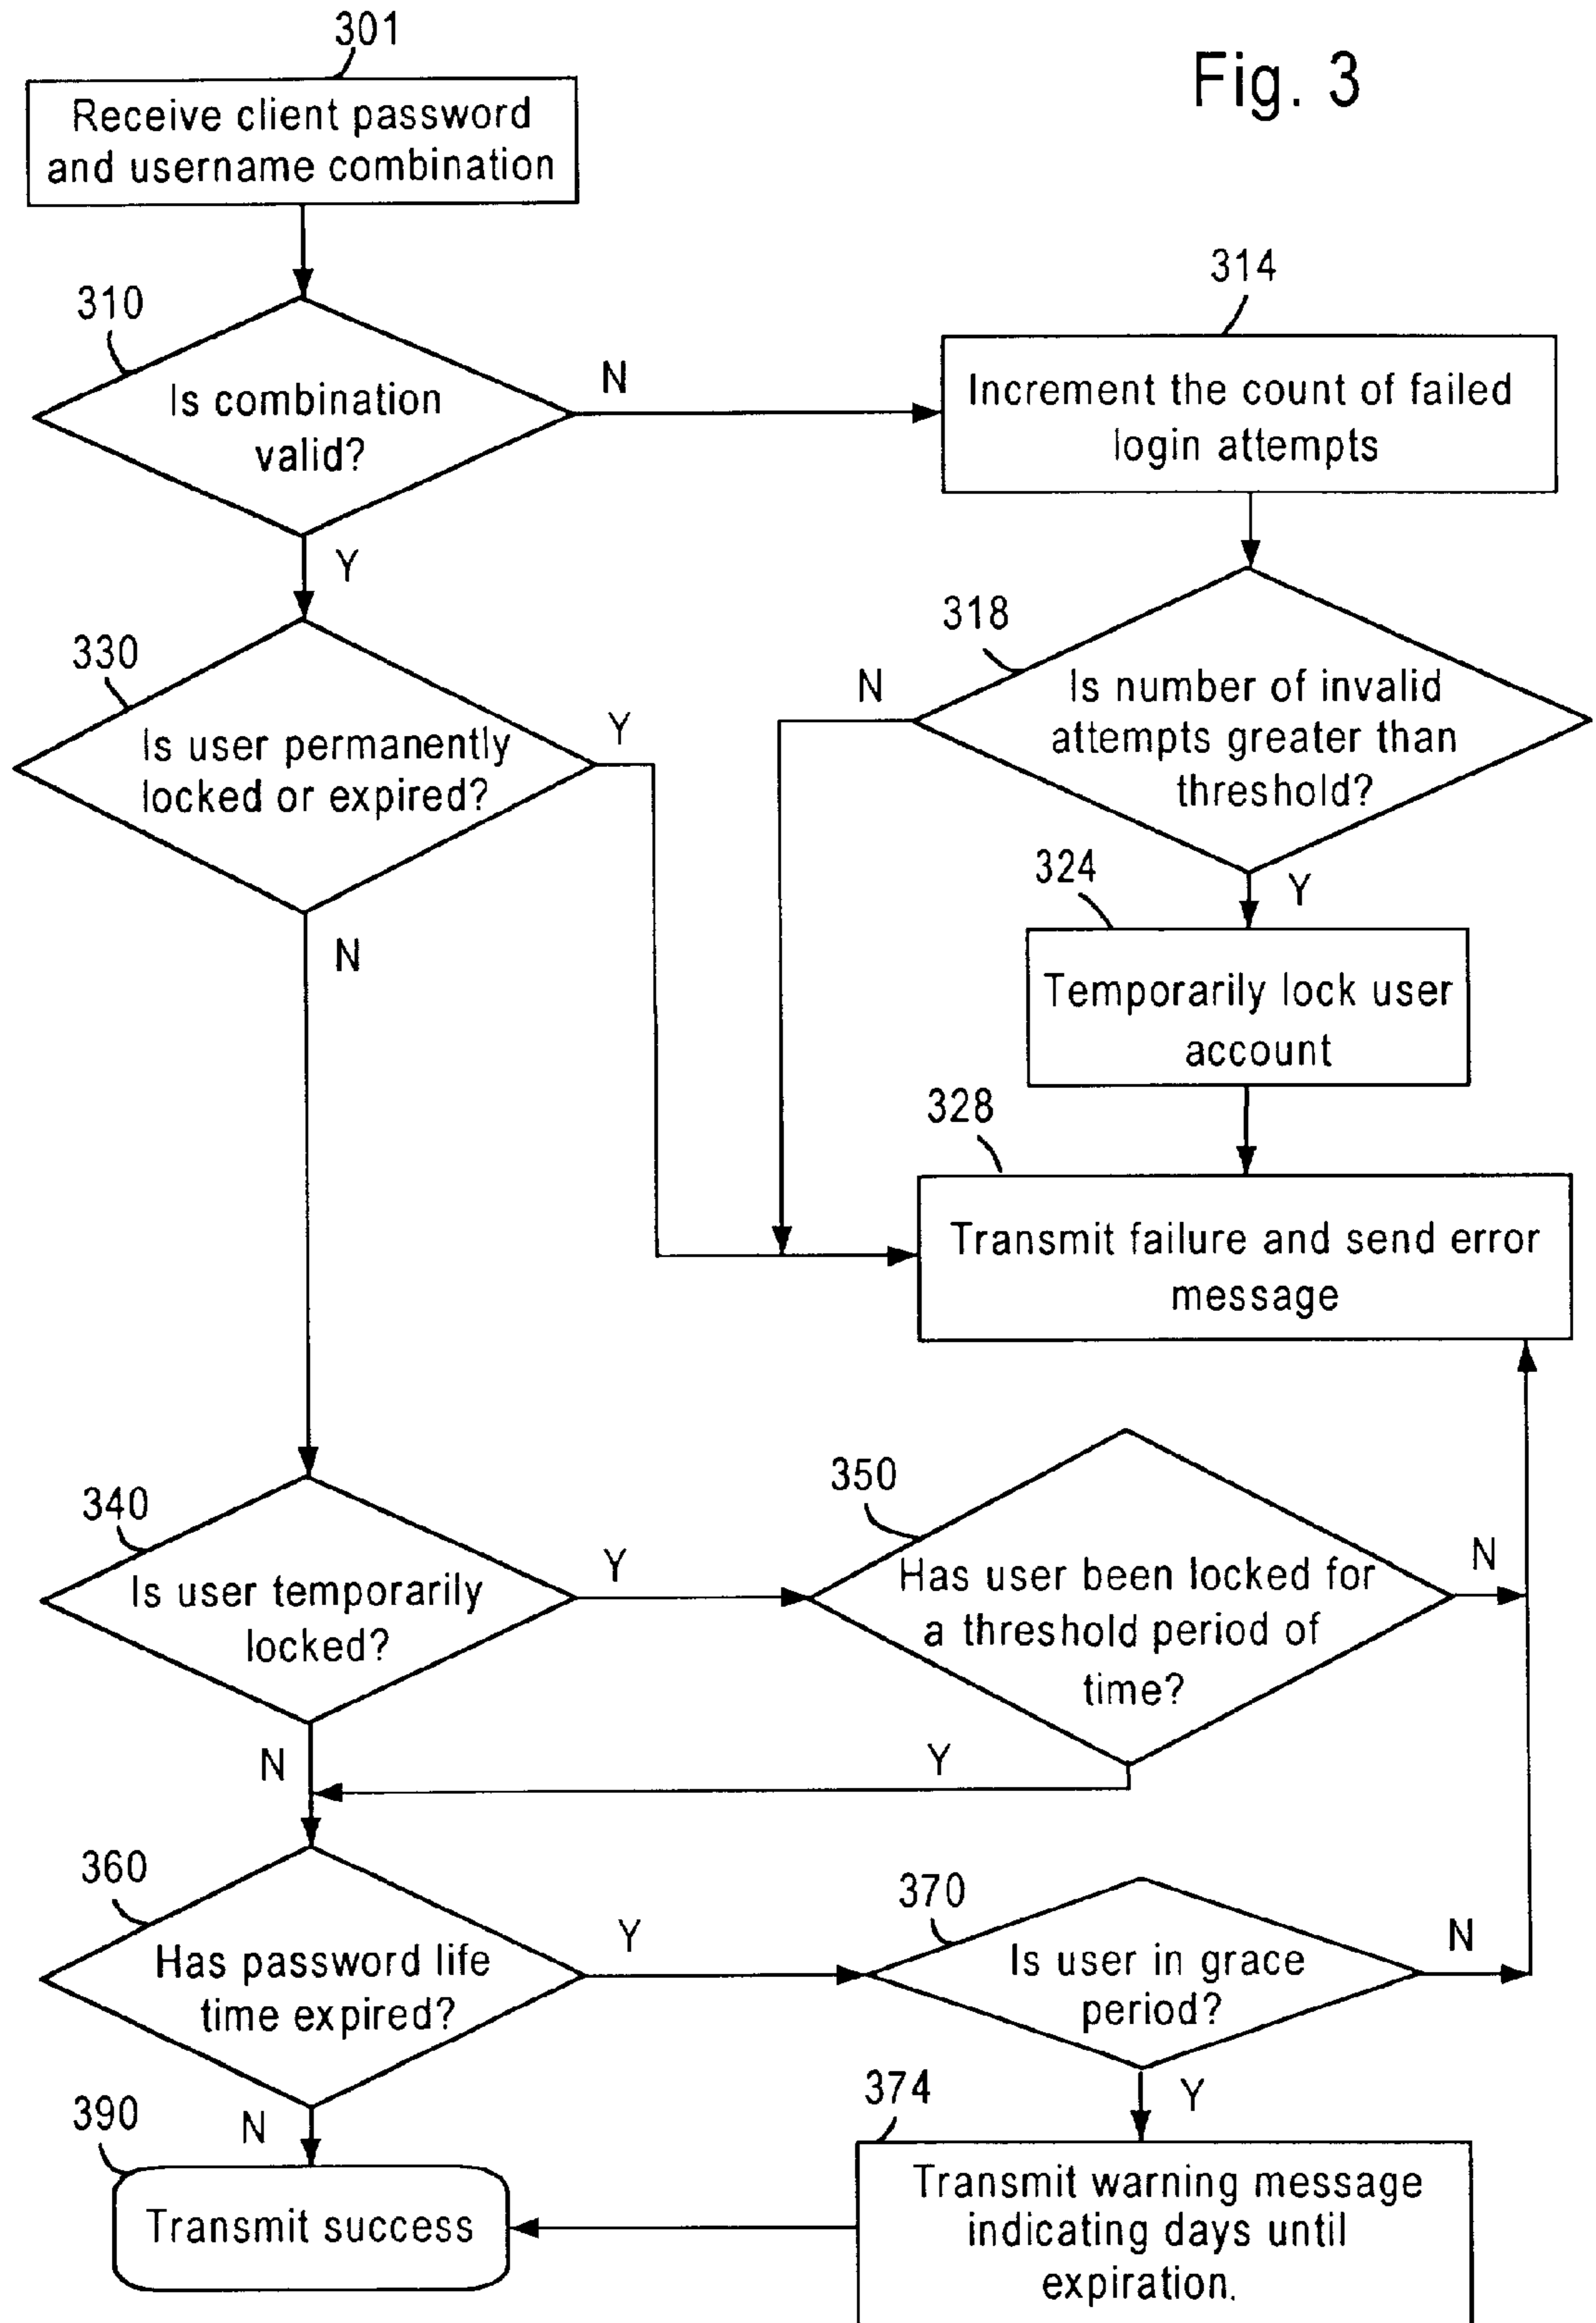 301
Fig. 3
Receive client password
and username combination
310
Is combination
valid?
N
Y
314
Increment the count of failed
login attempts
318
Is number of invalid
attempts greater than
threshold?
N
Y
330
Is user permanently
locked or expired?
Y
N
324
Temporarily lock user
account
328
Transmit failure and send error
message
340
Is user temporarily
locked?
Y
N
350
Has user been locked for
a threshold period of
time?
N
Y
360
Has password life
time expired?
Y
N
370
Is user in grace
period?
N
Y
374
Transmit warning message
indicating days until
expiration.
390
Transmit success